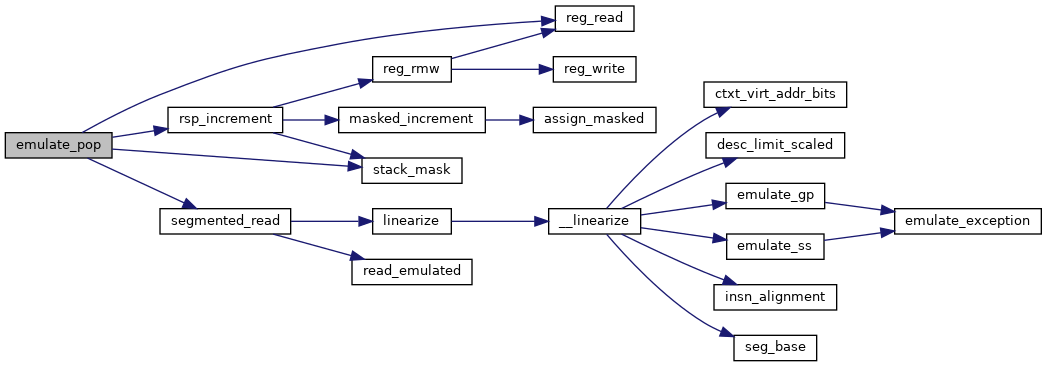 emulate_pop
reg_read
rsp_increment
reg_rmw
reg_write
masked_increment
assign_masked
stack_mask
segmented_read
linearize
read_emulated
__linearize
ctxt_virt_addr_bits
desc_limit_scaled
emulate_gp
emulate_ss
emulate_exception
insn_alignment
seg_base